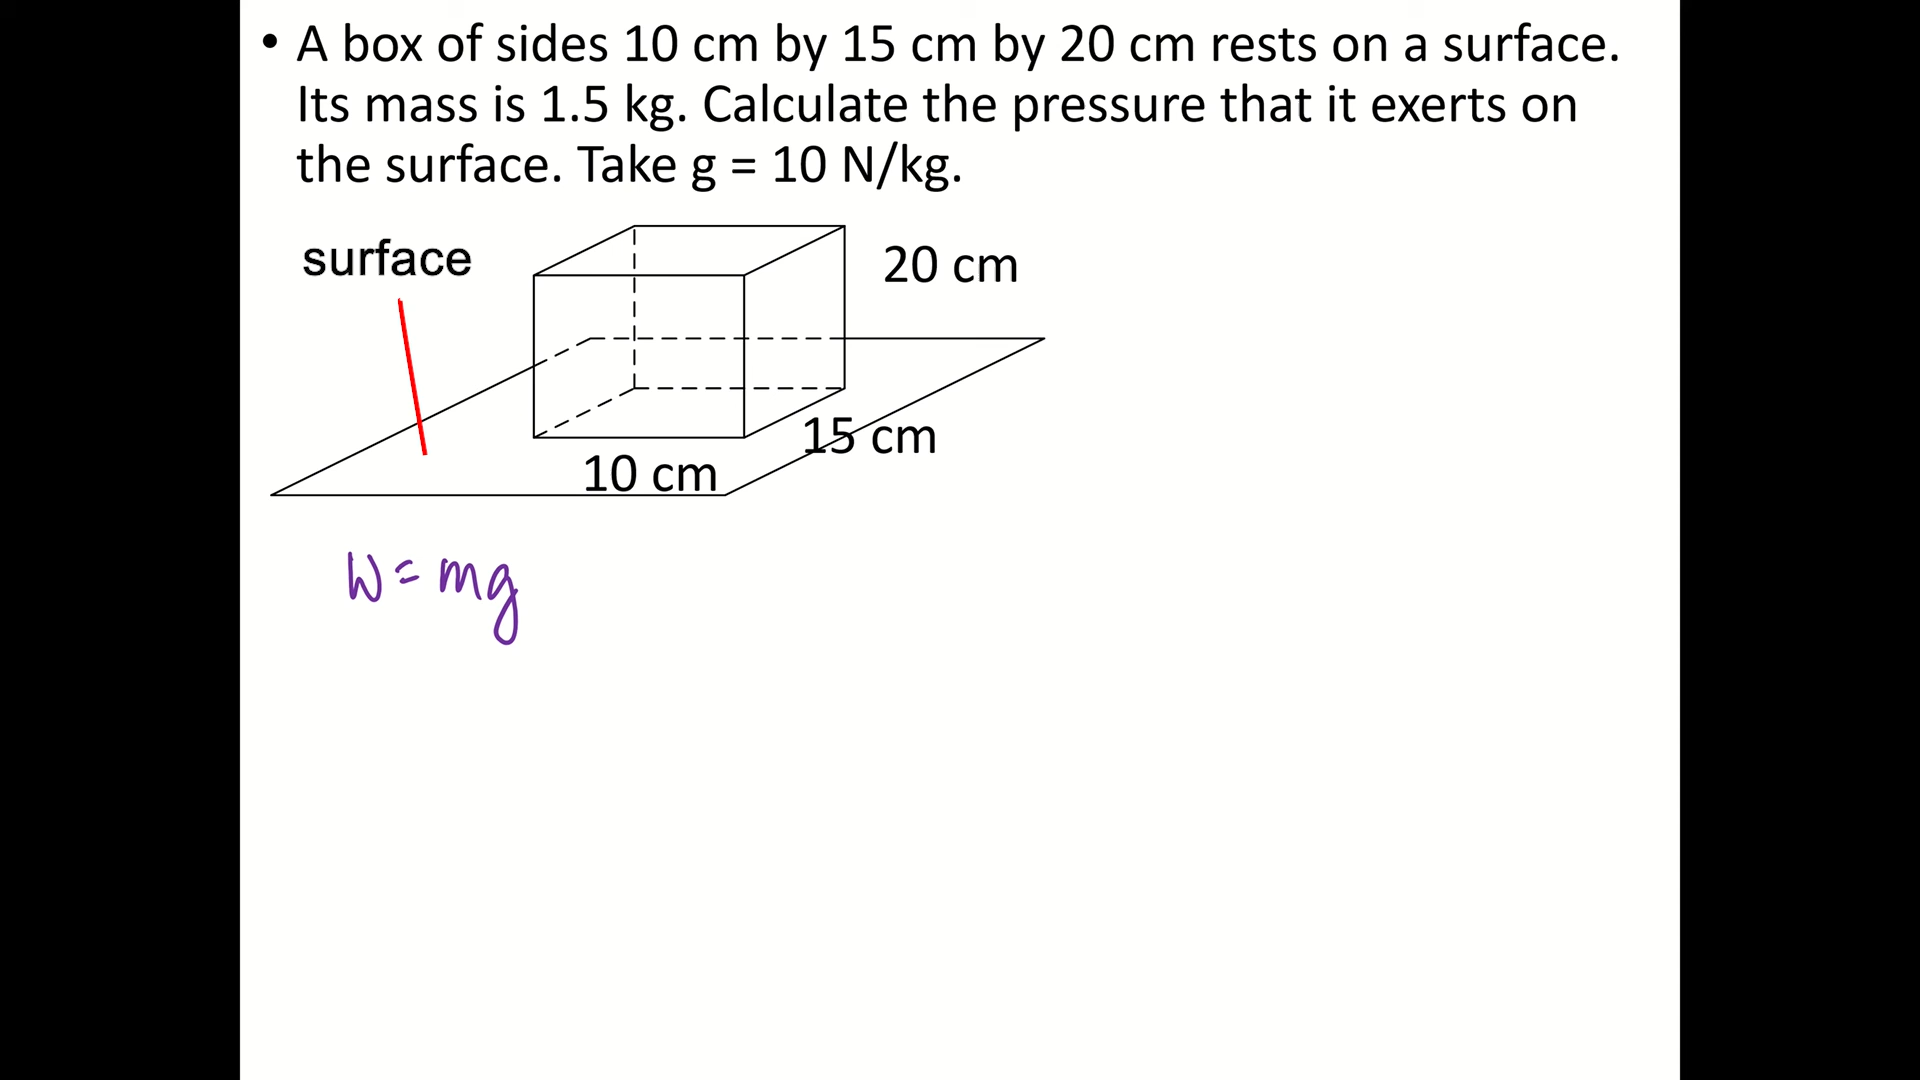 • A box of sides 10 cm by 15 cm by 20 cm rests on a surface.
Its mass is 1.5 kg. Calculate the pressure that it exerts on
the surface. Take g = 10 N/kg.
surface
20 cm
15 cm
10 cm
W = mg